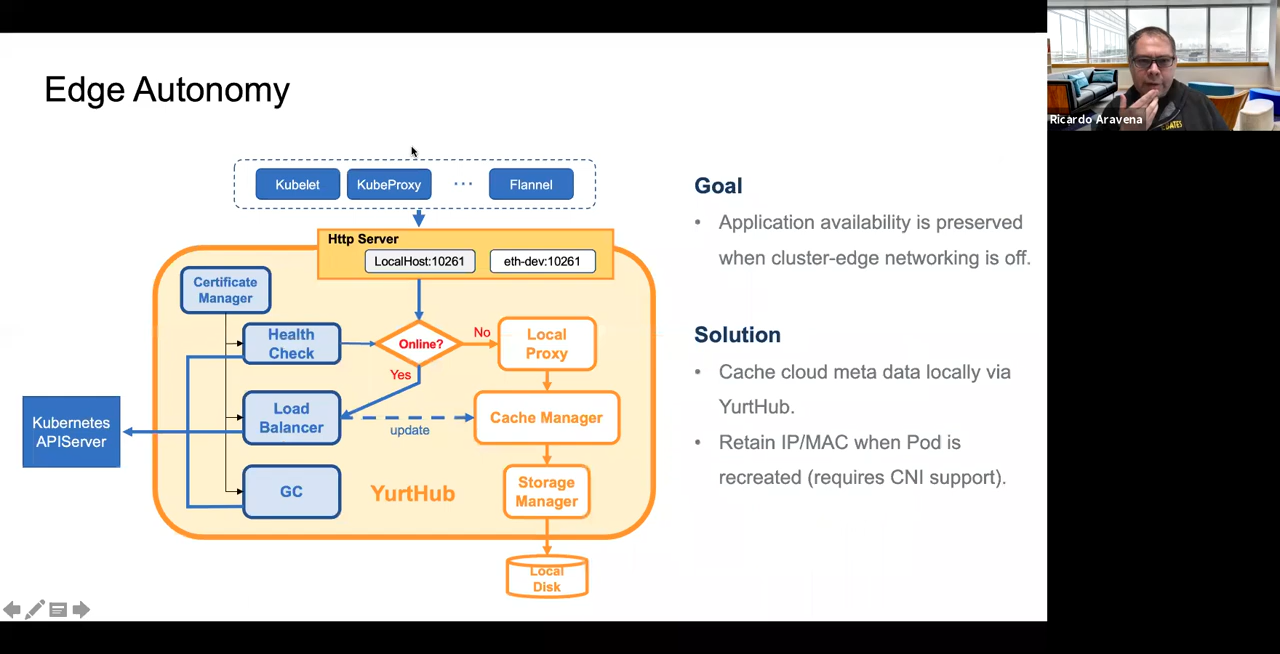 Edge Autonomy
Kubelet
KubeProxy
...
Flannel
Http Server
LocalHost:10261
eth-dev:10261
Certificate
Manager
Health
Check
Online?
No
Yes
Local
Proxy
Load
Balancer
update
Cache Manager
Kubernetes
APIServer
GC
YurtHub
Storage
Manager
Local
Disk
Goal
• Application availability is preserved
when cluster-edge networking is off.
Solution
• Cache cloud meta data locally via
YurtHub.
• Retain IP/MAC when Pod is
recreated (requires CNI support).
Ricardo Aravena